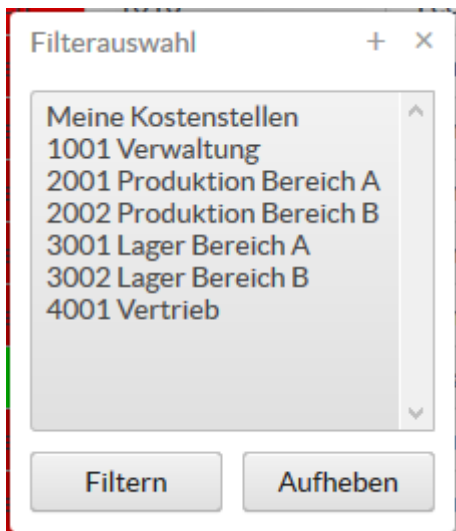 Filterauswahl + ×
Meine Kostenstellen
1001 Verwaltung
2001 Produktion Bereich A
2002 Produktion Bereich B
3001 Lager Bereich A
3002 Lager Bereich B
4001 Vertrieb
Filtern Aufheben